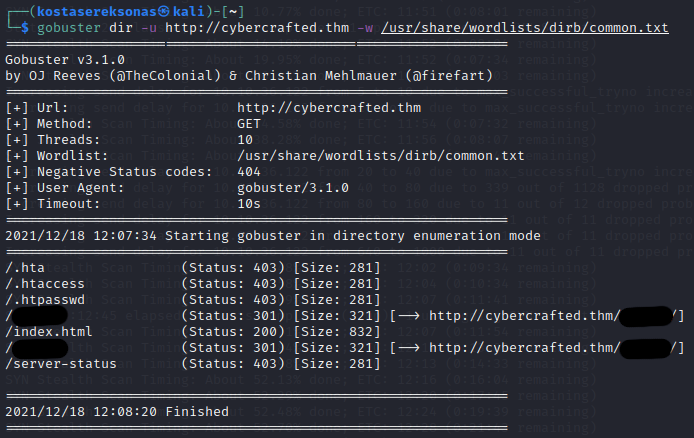 ┌──(kostasereksonas㉿kali)-[~]
└─$ gobuster dir -u http://cybercrafted.thm -w /usr/share/wordlists/dirb/common.txt
===============================================================
Gobuster v3.1.0
by OJ Reeves (@TheColonial) & Christian Mehlmauer (@firefart)
===============================================================
[+] Url:                     http://cybercrafted.thm
[+] Method:                  GET
[+] Threads:                 10
[+] Wordlist:                /usr/share/wordlists/dirb/common.txt
[+] Negative Status codes:   404
[+] User Agent:              gobuster/3.1.0
[+] Timeout:                 10s
===============================================================
2021/12/18 12:07:34 Starting gobuster in directory enumeration mode
===============================================================
/.hta                 (Status: 403) [Size: 281]
/.htaccess            (Status: 403) [Size: 281]
/.htpasswd            (Status: 403) [Size: 281]
/                     (Status: 301) [Size: 321] [--> http://cybercrafted.thm/       /]
/index.html           (Status: 200) [Size: 832]
/                     (Status: 301) [Size: 321] [--> http://cybercrafted.thm/       /]
/server-status        (Status: 403) [Size: 281]
===============================================================
2021/12/18 12:08:20 Finished
===============================================================